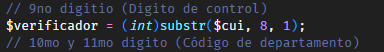 // 9no digitio (Digito de control)
$verificador = (int)substr($cui, 8, 1);
// 10mo y 11mo digito (Código de departamento)